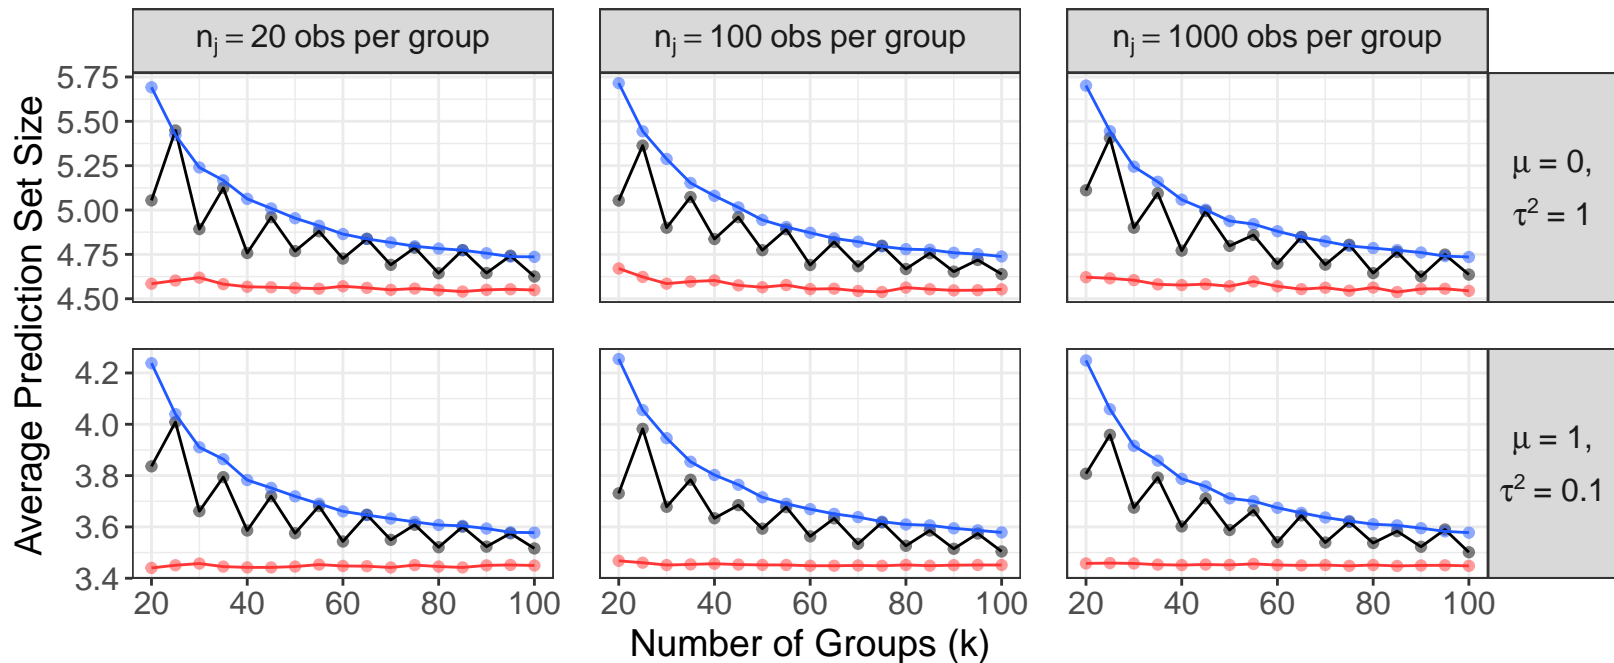 n_j = 20 obs per group
n_j = 100 obs per group
n_j = 1000 obs per group
Average Prediction Set Size
5.75
5.50
5.25
5.00
4.75
4.50
μ = 0,
τ² = 1
4.2
4.0
3.8
3.6
3.4
μ = 1,
τ² = 0.1
20 40 60 80 100
20 40 60 80 100
20 40 60 80 100
Number of Groups (k)